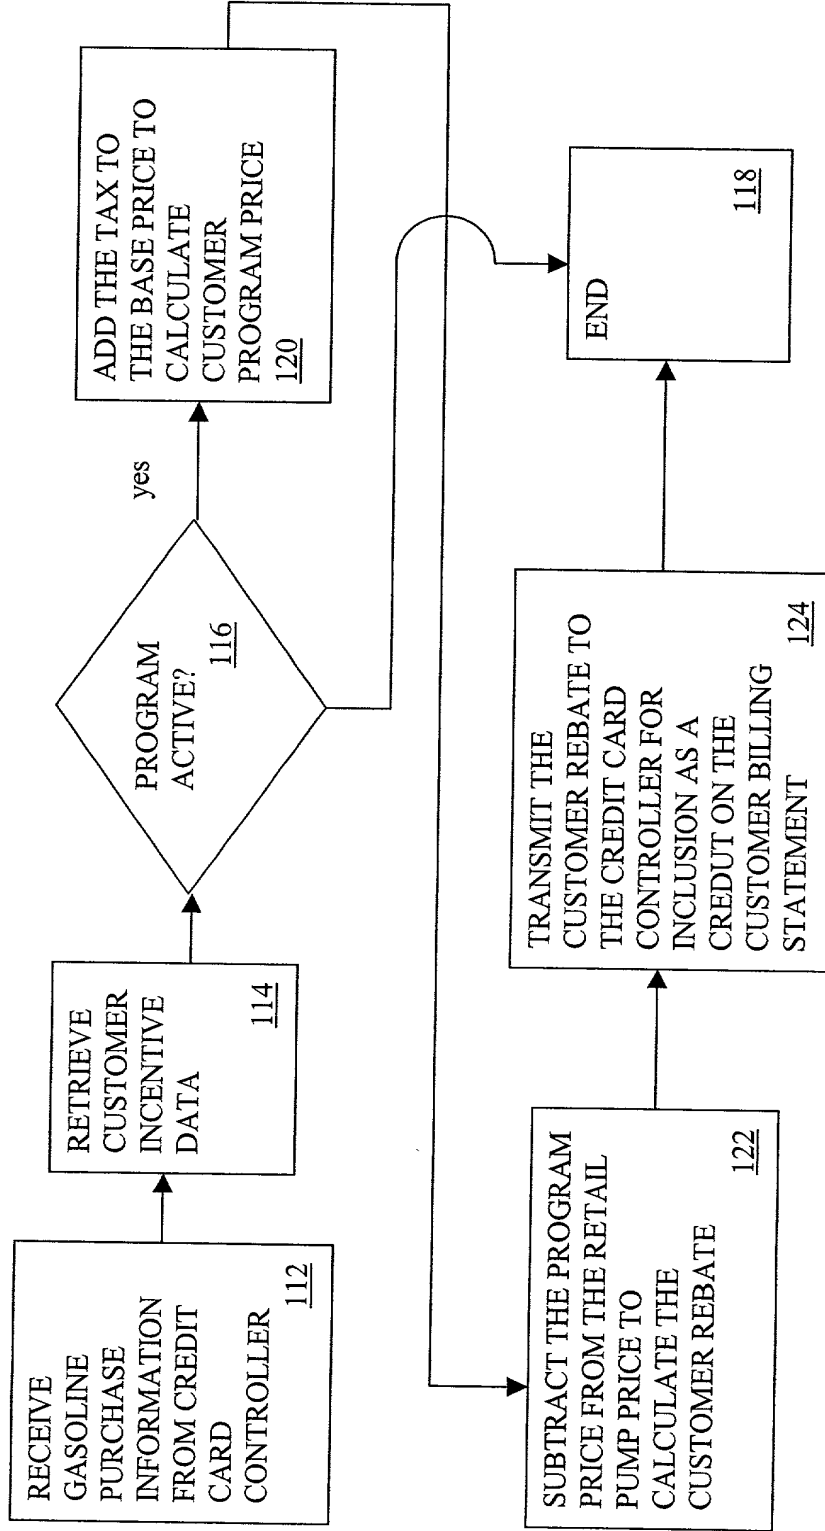 RECEIVE
GASOLINE
PURCHASE
INFORMATION
FROM CREDIT
CARD
CONTROLLER
112
RETRIEVE
CUSTOMER
INCENTIVE
DATA
114
PROGRAM
ACTIVE?
116
yes
ADD THE TAX TO
THE BASE PRICE TO
CALCULATE
CUSTOMER
PROGRAM PRICE
120
SUBTRACT THE PROGRAM
PRICE FROM THE RETAIL
PUMP PRICE TO
CALCULATE THE
CUSTOMER REBATE
122
TRANSMIT THE
CUSTOMER REBATE TO
THE CREDIT CARD
CONTROLLER FOR
INCLUSION AS A
CREDUT ON THE
CUSTOMER BILLING
STATEMENT
124
END
118